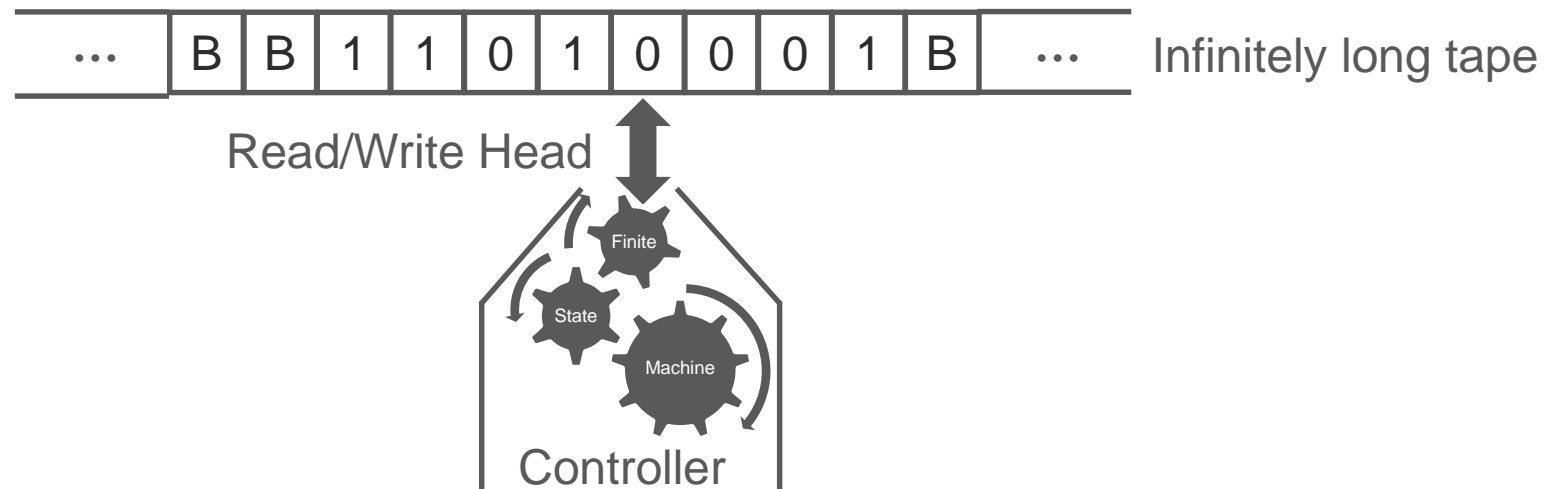 ... B B 1 1 0 1 0 0 0 1 B ... Infinitely long tape
Read/Write Head
Finite
State
Machine
Controller